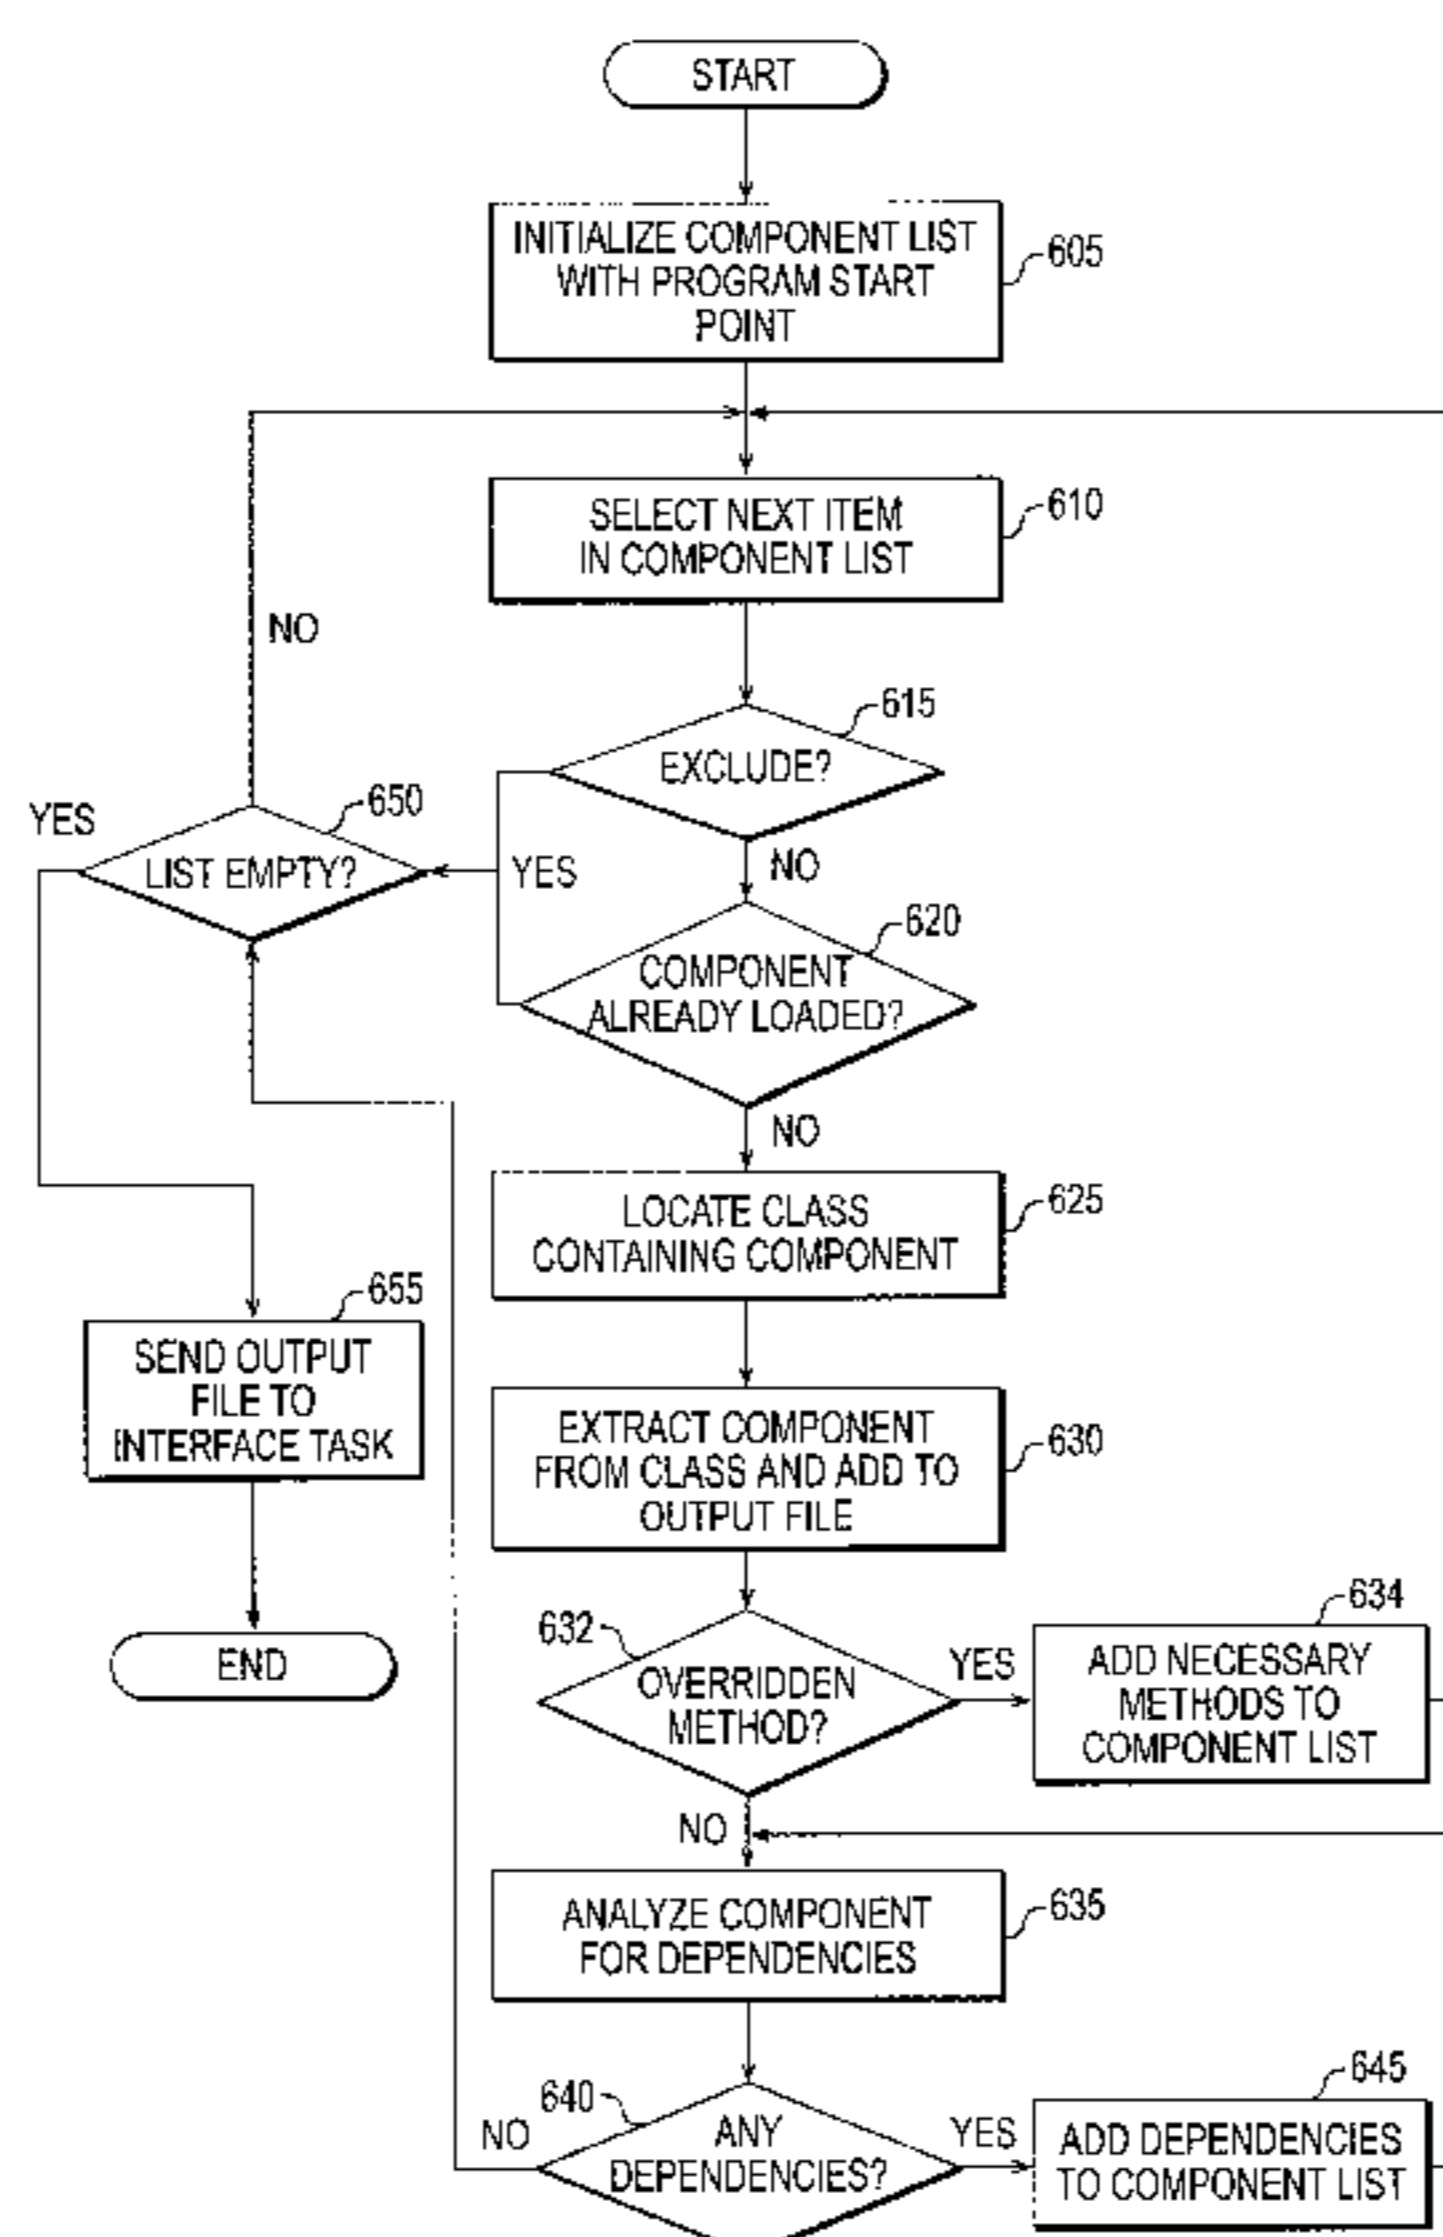 START
INITIALIZE COMPONENT LIST
WITH PROGRAM START
POINT
605
SELECT NEXT ITEM
IN COMPONENT LIST
610
NO
615
EXCLUDE?
YES
650
LIST EMPTY?
YES
NO
620
COMPONENT
ALREADY LOADED?
NO
LOCATE CLASS
CONTAINING COMPONENT
625
655
SEND OUTPUT
FILE TO
INTERFACE TASK
EXTRACT COMPONENT
FROM CLASS AND ADD TO
OUTPUT FILE
630
END
632
OVERRIDDEN
METHOD?
YES
634
ADD NECESSARY
METHODS TO
COMPONENT LIST
NO
ANALYZE COMPONENT
FOR DEPENDENCIES
635
640
NO
ANY
DEPENDENCIES?
YES
645
ADD DEPENDENCIES
TO COMPONENT LIST